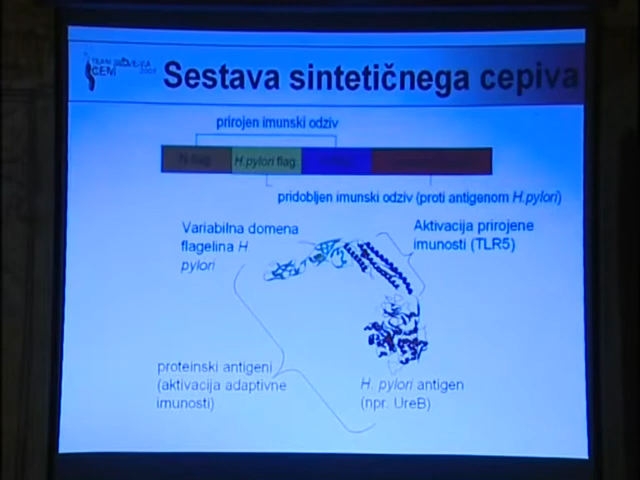 Sestava sintetičnega cepiva
prirojen imunski odziv
H.pylori flag
pridobljen imunski odziv (proti antigenom H.pylori)
Variabilna domena
flagelina H.
pylori
Aktivacija prirojene
imunosti (TLR5)
proteinski antigeni
(aktivacija adaptivne
imunosti)
H. pylori antigen
(npr. UreB)